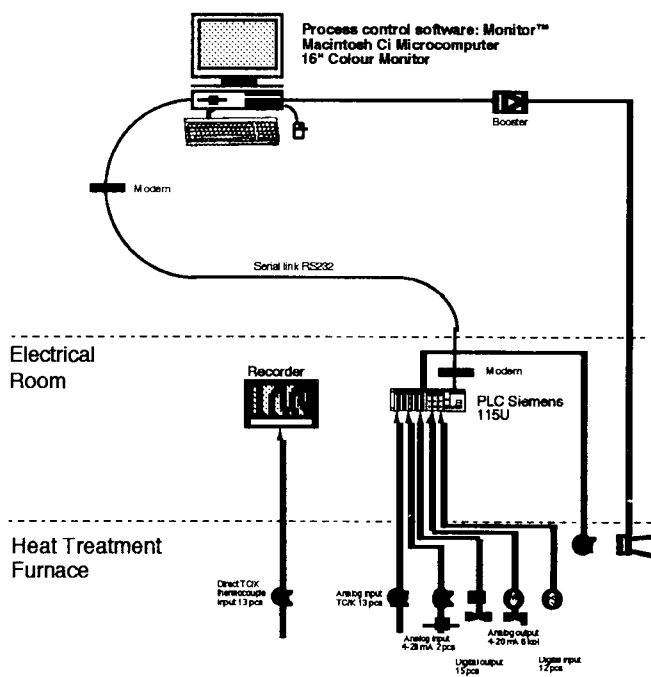 Process control software: Monitor™
Macintosh Ci Microcomputer
16" Colour Monitor
Booster
Modem
Serial link RS232
Electrical
Room
Recorder
Modem
PLC Siemens
115U
Heat Treatment
Furnace
Direct TC/K
thermocouple
input 13 pcs
Analog input
TC/K 13 pcs
Analog input
4-20 mA 2 pcs
Digital output
15 pcs
Analog output
4-20 mA 6
Digital input
12 pcs